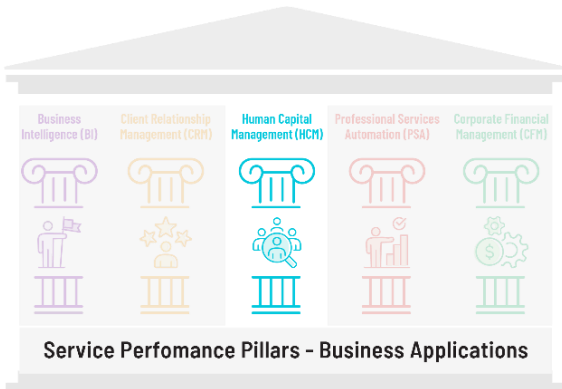 Business
Intelligence (BI)
Client Relationship
Management (CRM)
Human Capital
Management (HCM)
Professional Services
Automation (PSA)
Corporate Financial
Management (CFM)
$
Service Perfomance Pillars - Business Applications